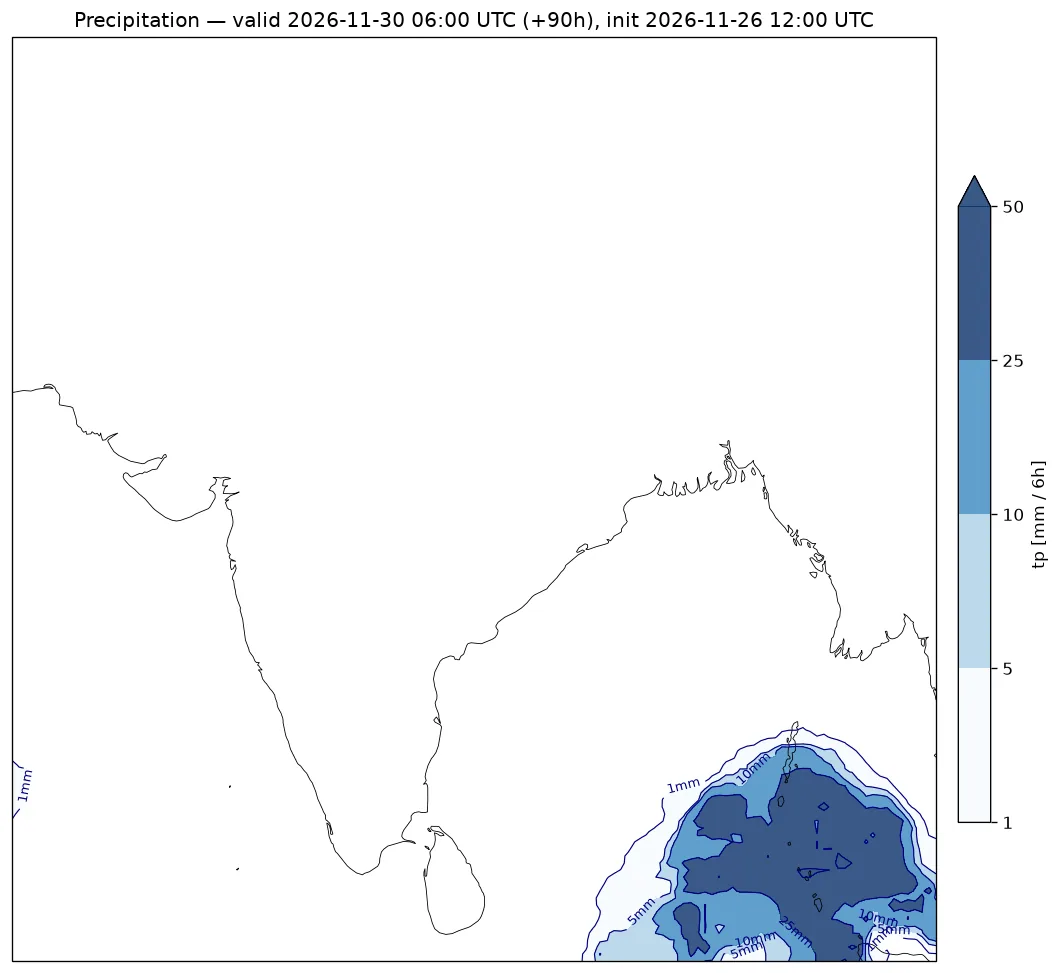 Precipitation — valid 2026-11-30 06:00 UTC (+90h), init 2026-11-26 12:00 UTC
50
25
10
5
1
tp [mm / 6h]
1mm
1mm
10mm
5mm
10mm
5mm
25mm
10mm
5mm
1mm